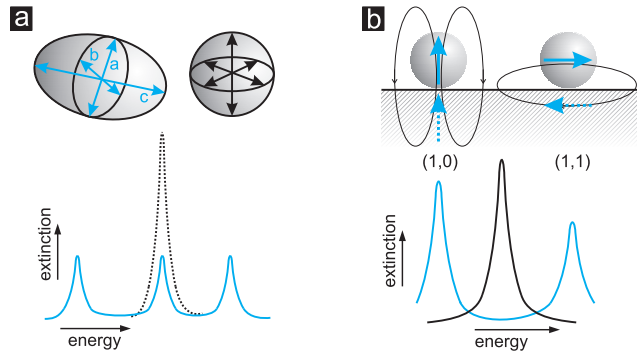 a
b
a
c
extinction
energy
b
(1,0)
(1,1)
extinction
energy